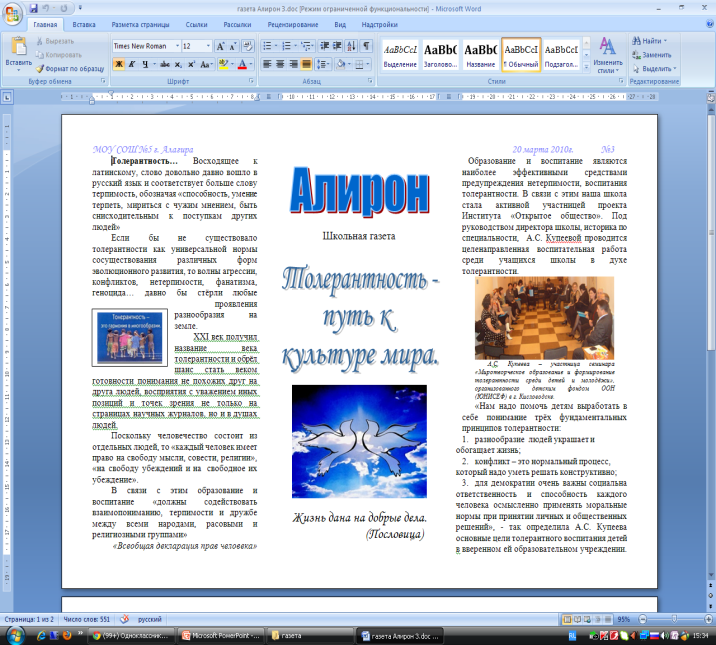 газета Алирон 3.doc [Режим ограниченной функциональности] - Microsoft Word
Главная Вставка Разметка страницы Ссылки Рассылки Рецензирование Вид Надстройки
Вставить
Вырезать
Копировать
Формат по образцу
Буфер обмена
Times New Roman 12
Ж К Ч
Шрифт
Абзац
AaBbCcI AaBbC AaBbC AaBbCcI AaBbCcI
Выделение Заголово... Название ¶ Обычный Подзагол...
Изменить стили
Стили
Найти
Заменить
Выделить
Редактирование
МОУ СОШ №5 г. Алагира
20 марта 2010г. №3
Толерантность... Восходящее к
латинскому, слово довольно давно вошло в
русский язык и соответствует больше слову
терпимость, обозначая «способность, умение
терпеть, мириться с чужим мнением, быть
снисходительным к поступкам других
людей»
Если бы не существовало
толерантности как универсальной нормы
сосуществования различных форм
эволюционного развития, то волны агрессии,
конфликтов, нетерпимости, фанатизма,
геноцида... давно бы стёрли любые
проявления
разнообразия на
земле.
Толерантность –
это гармония в многообразии.
XXI век получил
название века
толерантности и обрёл
шанс стать веком
готовности понимания не похожих друг на
друга людей, восприятия с уважением иных
позиций и точек зрения не только на
страницах научных журналов, но и в душах
людей.
Поскольку человечество состоит из
отдельных людей, то «каждый человек имеет
право на свободу мысли, совести, религии»,
«на свободу убеждений и на свободное их
убеждение».
В связи с этим образование и
воспитание «должны содействовать
взаимопониманию, терпимости и дружбе
между всеми народами, расовыми и
религиозными группами»
«Всеобщая декларация прав человека»
Алирон
Школьная газета
Толерантность -
путь к
культуре мира.
Жизнь дана на добрые дела.
(Пословица)
Образование и воспитание являются
наиболее эффективными средствами
предупреждения нетерпимости, воспитания
толерантности. В связи с этим наша школа
стала активной участницей проекта
Института «Открытое общество». Под
руководством директора школы, историка по
специальности, А.С. Купеевой проводится
целенаправленная воспитательная работа
среди учащихся школы в духе
толерантности.
А.С. Купеева – участница семинара
«Миротворческое образование и формирование
толерантности среди детей и молодёжи»,
организованного детским фондом ООН
(ЮНИСЕФ) в г. Кисловодске.
«Нам надо помочь детям выработать в
себе понимание трёх фундаментальных
принципов толерантности:
1. разнообразие людей украшает и
обогащает жизнь;
2. конфликт – это нормальный процесс,
который надо уметь решать конструктивно;
3. для демократии очень важны социальна
ответственность и способность каждого
человека осмысленно применять моральные
нормы при принятии личных и общественных
решений», - так определила А.С. Купеева
основные цели толерантного воспитания детей
в вверенном ей образовательном учреждении.
Страница: 1 из 2 Число слов: 551 русский 95%
(99+) Одноклассник... Microsoft PowerPoint -... газета газета Алирон 3.doc ... RL 15:34